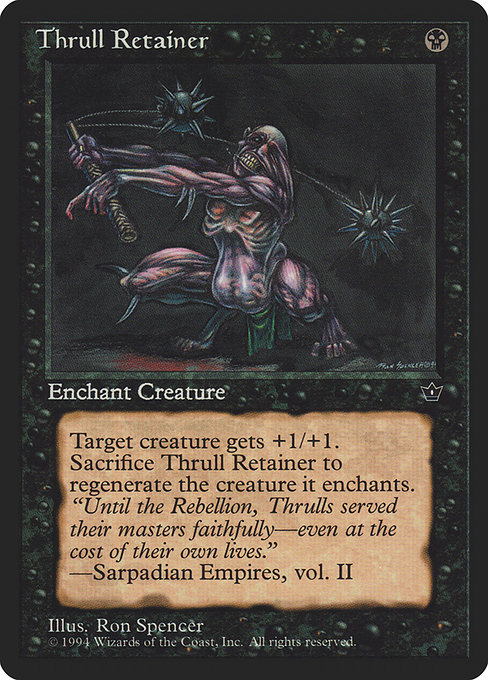 Thrull Retainer
Enchant Creature
Target creature gets +1/+1.
Sacrifice Thrull Retainer to
regenerate the creature it enchants.
“Until the Rebellion, Thrulls served
their masters faithfully—even at the
cost of their own lives.”
—Sarpadian Empires, vol. II
Illus. Ron Spencer
© 1994 Wizards of the Coast, Inc. All rights reserved.